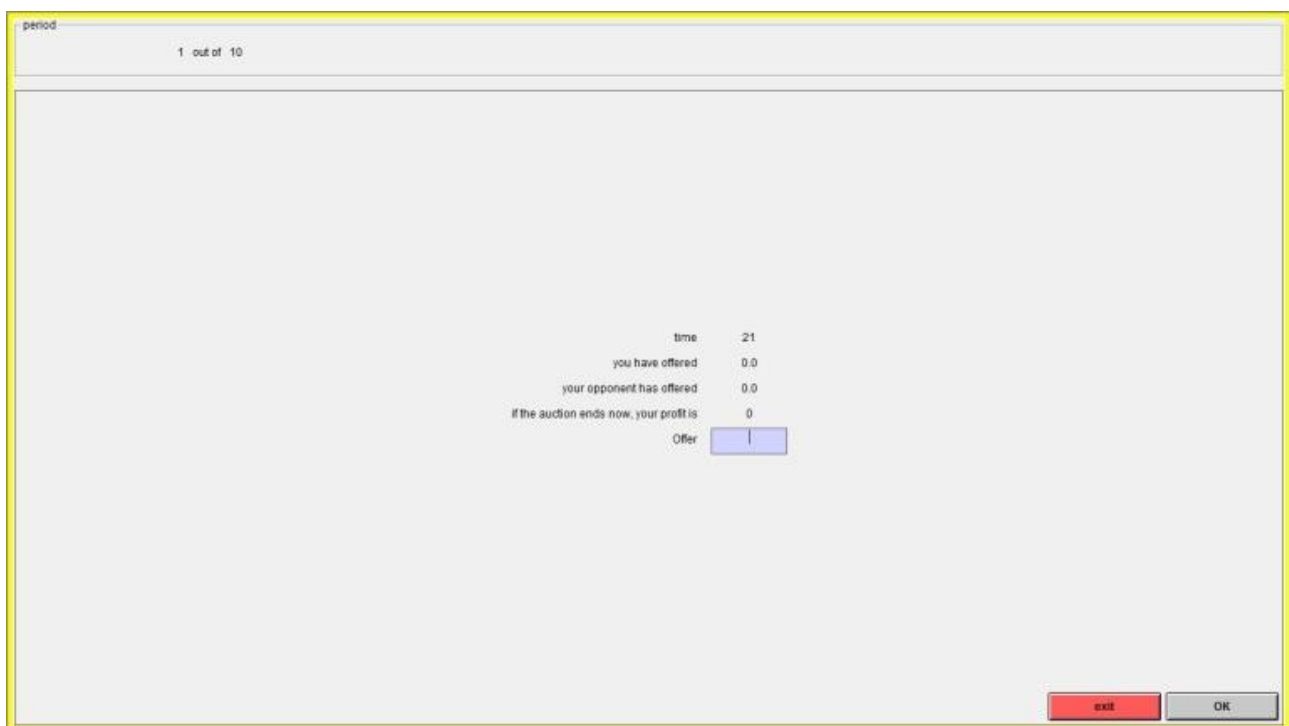 period
1 out of 10
time 21
you have offered 0.0
your opponent has offered 0.0
if the auction ends now, your profit is 0
Offer
exit OK